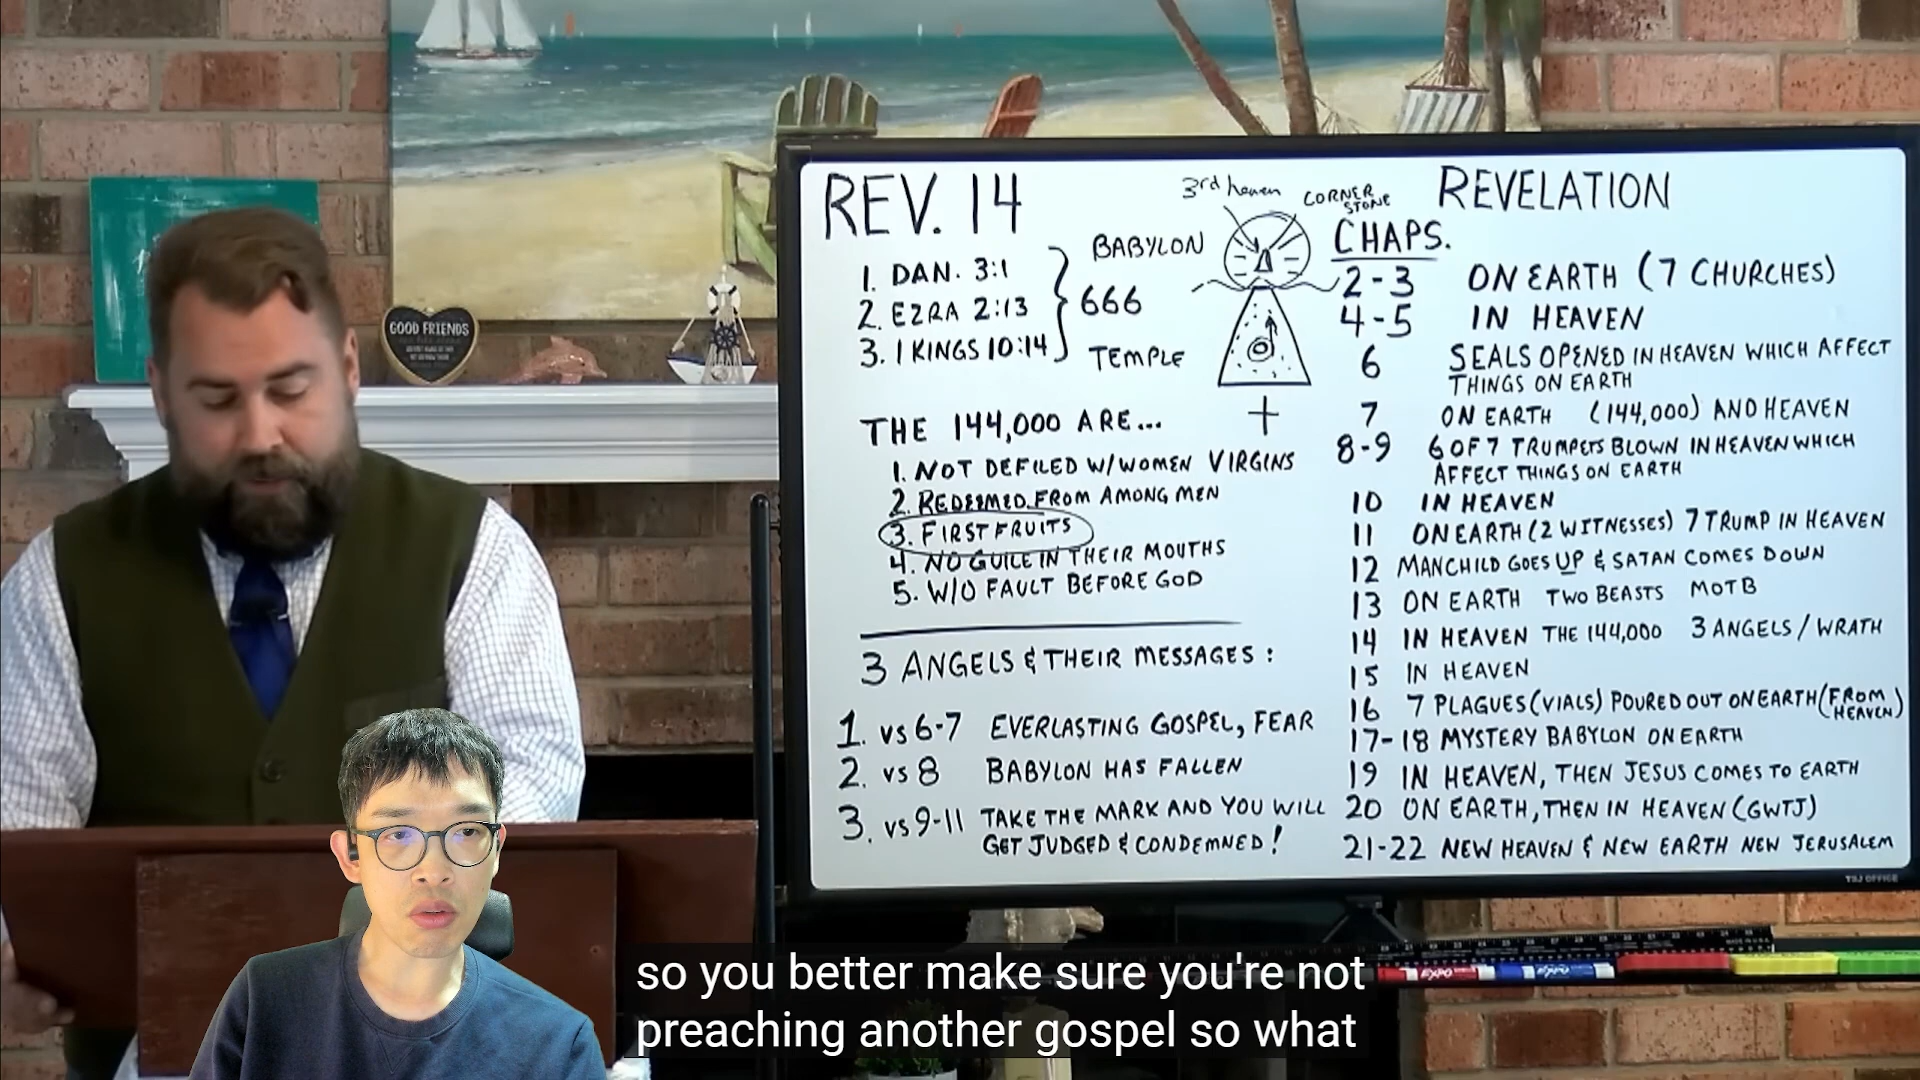 REV. 14
1. DAN. 3:1
2. EZRA 2:13
3. 1 KINGS 10:14
BABYLON
666
TEMPLE
3rd heaven
CORNER
STONE
THE 144,000 ARE...
1. NOT DEFILED W/WOMEN VIRGINS
2. REDEEMED FROM AMONG MEN
3. FIRSTFRUITS
4. NO GUILE IN THEIR MOUTHS
5. W/O FAULT BEFORE GOD
3 ANGELS & THEIR MESSAGES:
1. vs 6-7 EVERLASTING GOSPEL, FEAR
2. vs 8 BABYLON HAS FALLEN
3. vs 9-11 TAKE THE MARK AND YOU WILL
GET JUDGED & CONDEMNED!
REVELATION
CHAPS.
2-3 ON EARTH (7 CHURCHES)
4-5 IN HEAVEN
6 SEALS OPENED IN HEAVEN WHICH AFFECT
THINGS ON EARTH
7 ON EARTH (144,000) AND HEAVEN
8-9 6 OF 7 TRUMPETS BLOWN IN HEAVEN WHICH
AFFECT THINGS ON EARTH
10 IN HEAVEN
11 ON EARTH (2 WITNESSES) 7 TRUMP IN HEAVEN
12 MANCHILD GOES UP & SATAN COMES DOWN
13 ON EARTH TWO BEASTS MOTB
14 IN HEAVEN THE 144,000 3 ANGELS/WRATH
15 IN HEAVEN
16 7 PLAGUES (VIALS) POURED OUT ON EARTH (FROM
HEAVEN)
17-18 MYSTERY BABYLON ON EARTH
19 IN HEAVEN, THEN JESUS COMES TO EARTH
20 ON EARTH, THEN IN HEAVEN (GWTJ)
21-22 NEW HEAVEN & NEW EARTH NEW JERUSALEM
TSJ OFFICE
GOOD FRIENDS
EXPO
EXPO
so you better make sure you're not
preaching another gospel so what